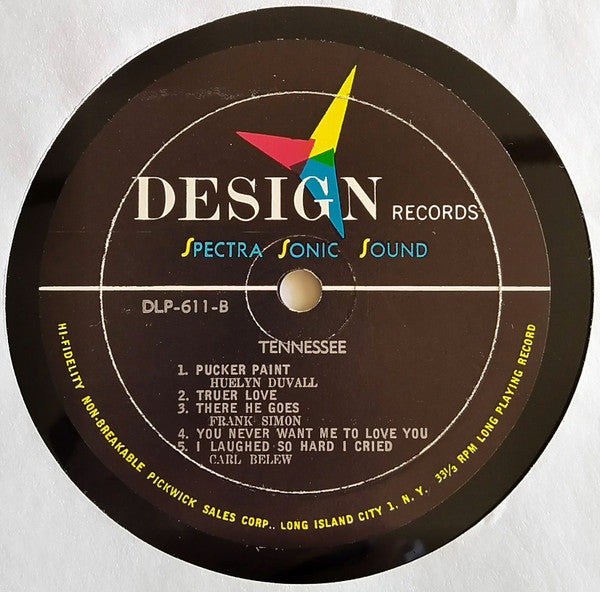 DESIGN RECORDS
SPECTRA SONIC SOUND
DLP-611-B
TENNESSEE
1. PUCKER PAINT
HUELYN DUVALL
2. TRUER LOVE
3. THERE HE GOES
FRANK SIMON
4. YOU NEVER WANT ME TO LOVE YOU
5. I LAUGHED SO HARD I CRIED
CARL BELEW
HI-FIDELITY NON-BREAKABLE PICKWICK SALES CORP., LONG ISLAND CITY 1, N. Y. 33⅓ RPM LONG PLAYING RECORD